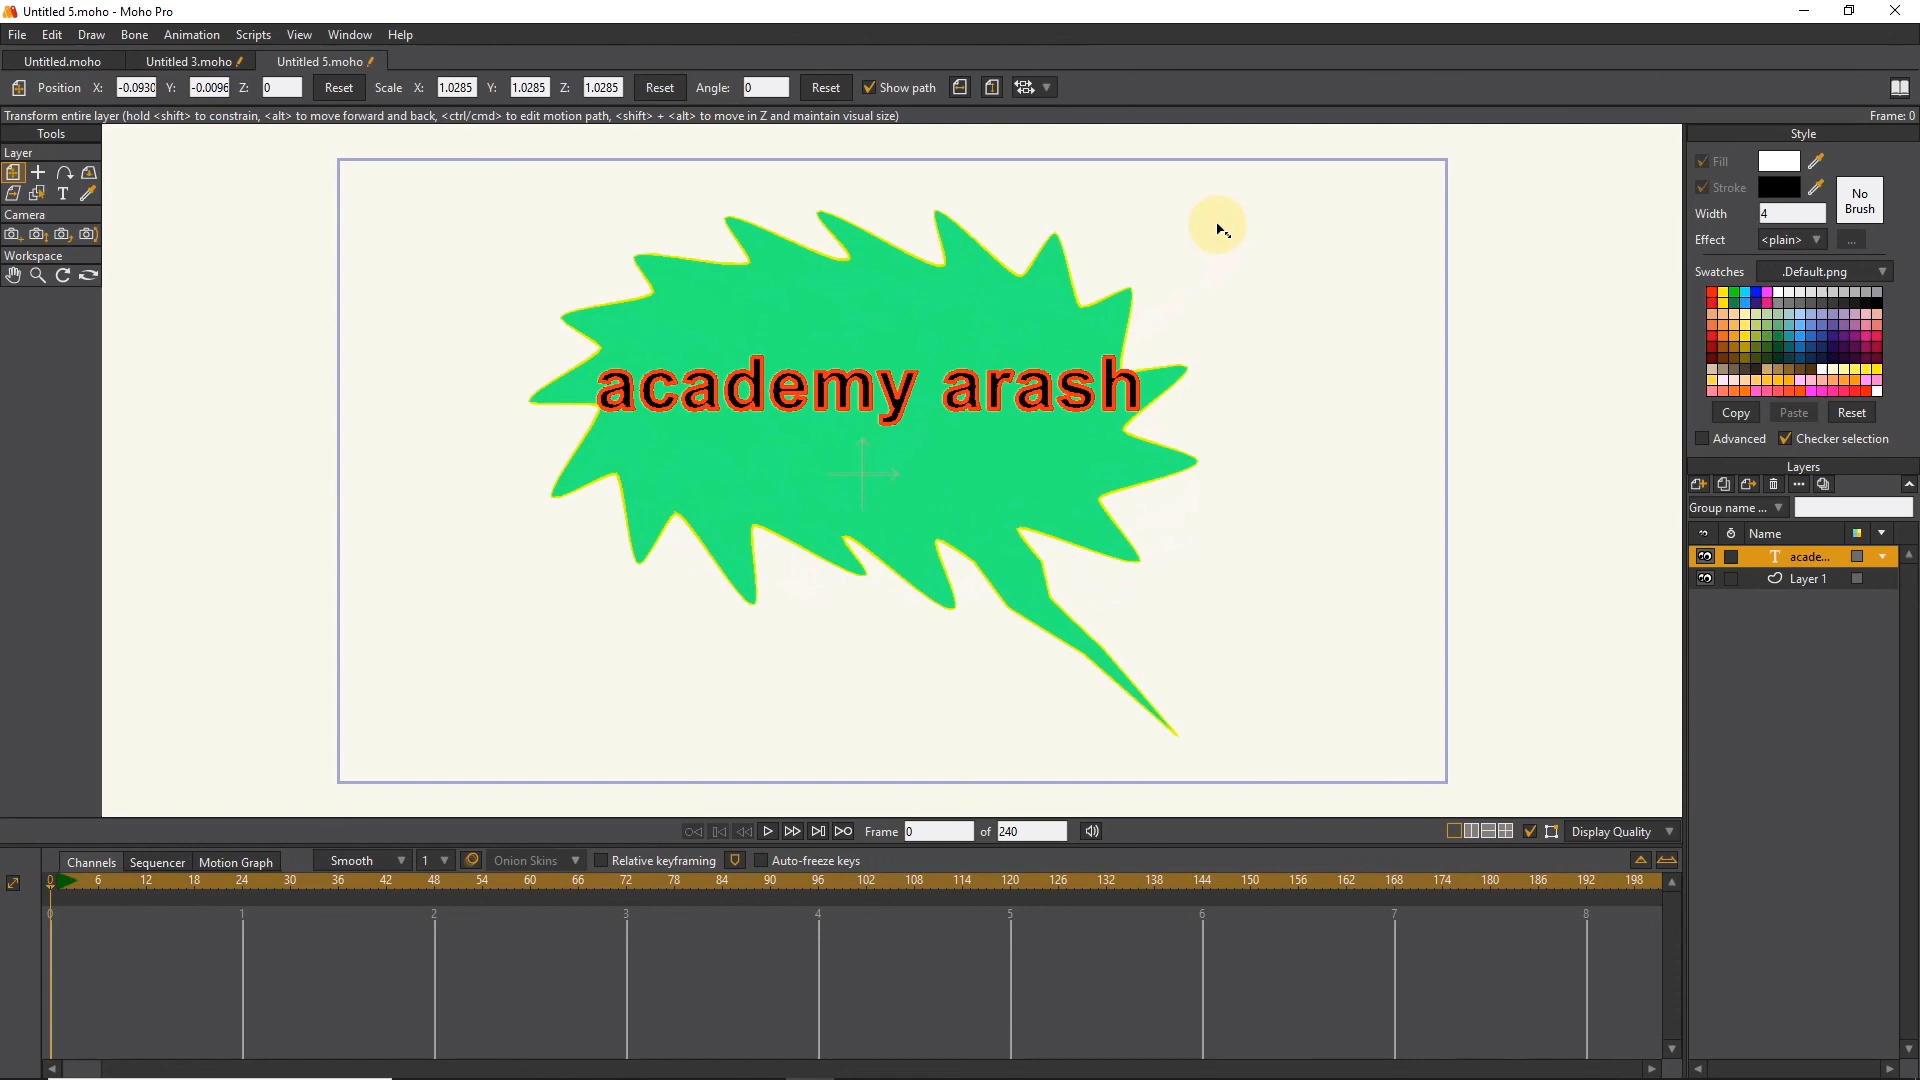 Untitled 5.moho - Moho Pro
File Edit Draw Bone Animation Scripts View Window Help
Untitled.moho Untitled 3.moho Untitled 5.moho
Position X: -0.0930 Y: -0.0096 Z: 0 Reset Scale X: 1.0285 Y: 1.0285 Z: 1.0285 Reset Angle: 0 Reset Show path
Transform entire layer (hold <shift> to constrain, <alt> to move forward and back, <ctrl/cmd> to edit motion path, <shift> + <alt> to move in Z and maintain visual size) Frame: 0
Tools
Layer
T
Camera
Workspace
academy arash
Style
Fill
Stroke
No Brush
Width 4
Effect <plain> ...
Swatches .Default.png
Copy Paste Reset
Advanced Checker selection
Layers
Group name ...
Name
T acade...
Layer 1
Frame 0 of 240 Display Quality
Channels Sequencer Motion Graph Smooth 1 Onion Skins Relative keyframing Auto-freeze keys
0 6 12 18 24 30 36 42 48 54 60 66 72 78 84 90 96 102 108 114 120 126 132 138 144 150 156 162 168 174 180 186 192 198
0 1 2 3 4 5 6 7 8